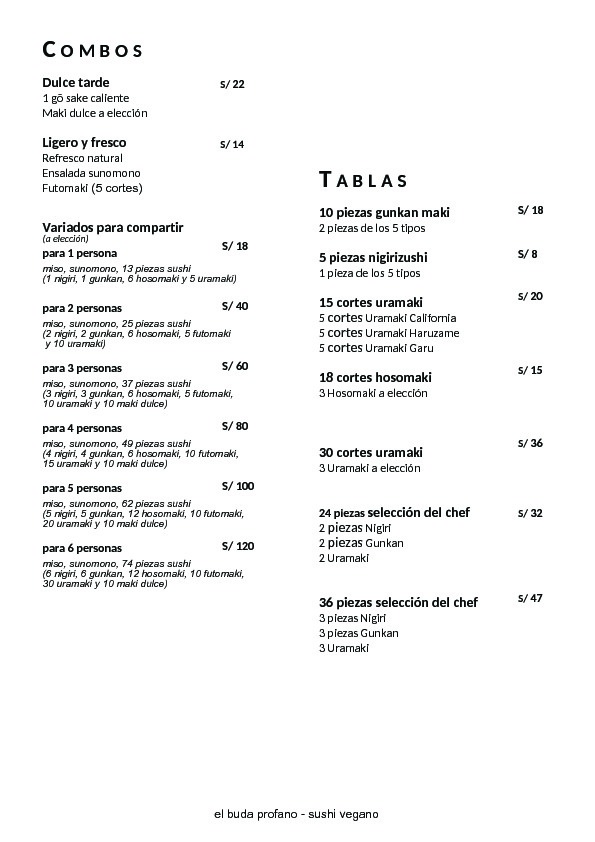 COMBOS
Dulce tarde S/ 22
1 gō sake caliente
Maki dulce a elección
Ligero y fresco S/ 14
Refresco natural
Ensalada sunomono
Futomaki (5 cortes)
Variados para compartir
(a elección)
para 1 persona S/ 18
miso, sunomono, 13 piezas sushi
(1 nigiri, 1 gunkan, 6 hosomaki y 5 uramaki)
para 2 personas S/ 40
miso, sunomono, 25 piezas sushi
(2 nigiri, 2 gunkan, 6 hosomaki, 5 futomaki
y 10 uramaki)
para 3 personas S/ 60
miso, sunomono, 37 piezas sushi
(3 nigiri, 3 gunkan, 6 hosomaki, 5 futomaki,
10 uramaki y 10 maki dulce)
para 4 personas S/ 80
miso, sunomono, 49 piezas sushi
(4 nigiri, 4 gunkan, 6 hosomaki, 10 futomaki,
15 uramaki y 10 maki dulce)
para 5 personas S/ 100
miso, sunomono, 62 piezas sushi
(5 nigiri, 5 gunkan, 12 hosomaki, 10 futomaki,
20 uramaki y 10 maki dulce)
para 6 personas S/ 120
miso, sunomono, 74 piezas sushi
(6 nigiri, 6 gunkan, 12 hosomaki, 10 futomaki,
30 uramaki y 10 maki dulce)
TABLAS
10 piezas gunkan maki S/ 18
2 piezas de los 5 tipos
5 piezas nigirizushi S/ 8
1 pieza de los 5 tipos
15 cortes uramaki S/ 20
5 cortes Uramaki California
5 cortes Uramaki Haruzame
5 cortes Uramaki Garu
18 cortes hosomaki S/ 15
3 Hosomaki a elección
30 cortes uramaki S/ 36
3 Uramaki a elección
24 piezas selección del chef S/ 32
2 piezas Nigiri
2 piezas Gunkan
2 Uramaki
36 piezas selección del chef S/ 47
3 piezas Nigiri
3 piezas Gunkan
3 Uramaki
el buda profano - sushi vegano